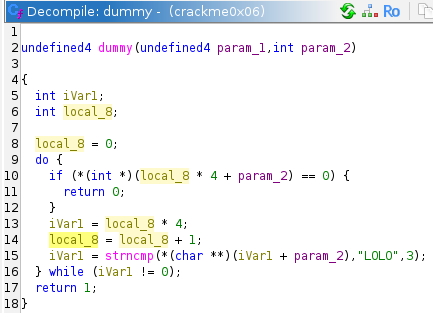 Decompile: dummy - (crackme0x06)
1
2 undefined4 dummy(undefined4 param_1,int param_2)
3
4 {
5 int iVar1;
6 int local_8;
7
8 local_8 = 0;
9 do {
10 if (*(int *)(local_8 * 4 + param_2) == 0) {
11 return 0;
12 }
13 iVar1 = local_8 * 4;
14 local_8 = local_8 + 1;
15 iVar1 = strncmp(*(char **)(iVar1 + param_2),"LOLO",3);
16 } while (iVar1 != 0);
17 return 1;
18 }
Ro